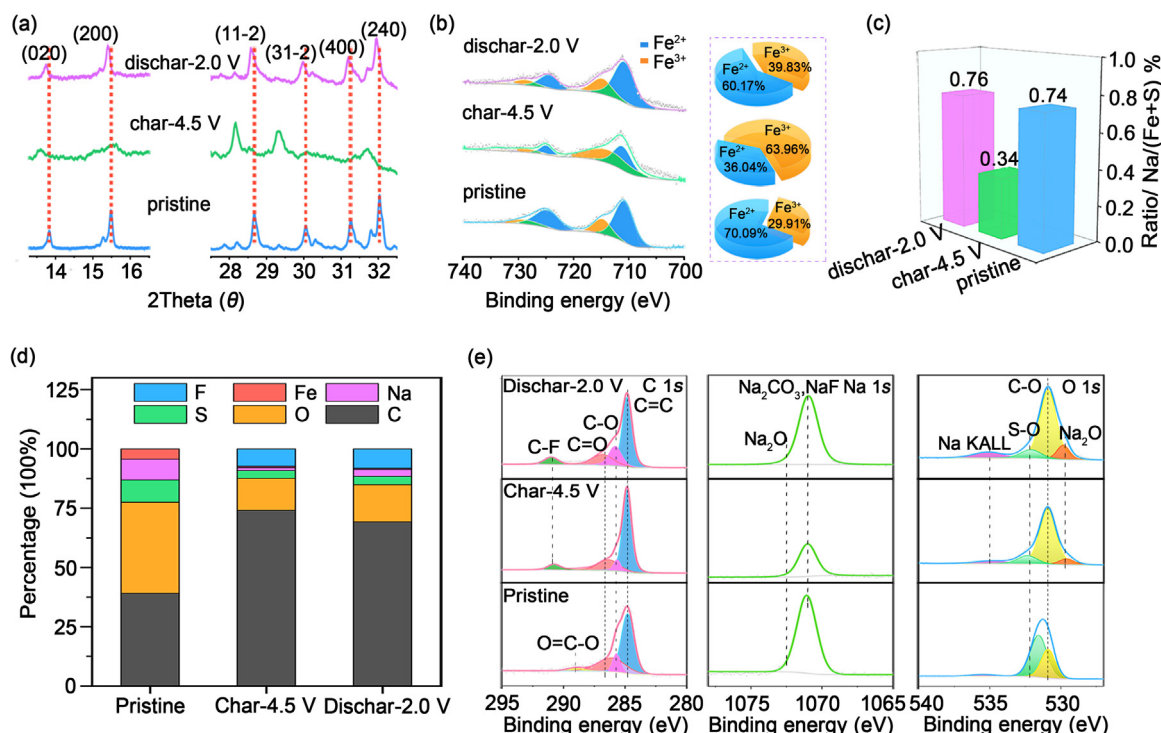 (a)
(020)
(200)
(11-2)
(31-2)
(400)
(240)
dischar-2.0 V
char-4.5 V
pristine
14
15
16
28
29
30
31
32
2Theta (θ)
(b)
dischar-2.0 V
Fe²⁺
Fe³⁺
char-4.5 V
pristine
740
730
720
710
700
Binding energy (eV)
Fe²⁺
60.17%
Fe³⁺
39.83%
Fe³⁺
63.96%
Fe²⁺
36.04%
Fe²⁺
70.09%
Fe³⁺
29.91%
(c)
0.76
0.34
0.74
1.0
0.8
0.6
0.4
0.2
0.0
Ratio/ Na/(Fe+S) %
dischar-2.0 V
char-4.5 V
pristine
(d)
F
Fe
Na
S
O
C
125
100
75
50
25
0
Percentage (100%)
Pristine
Char-4.5 V
Dischar-2.0 V
(e)
Dischar-2.0 V
C 1s
C=C
C-O
C=O
C-F
Char-4.5 V
Pristine
O=C-O
295
290
285
280
Binding energy (eV)
Na₂CO₃,NaF
Na 1s
Na₂O
1075
1070
1065
Binding energy (eV)
C-O
O 1s
S-O
Na KALL
Na₂O
540
535
530
Binding energy (eV)